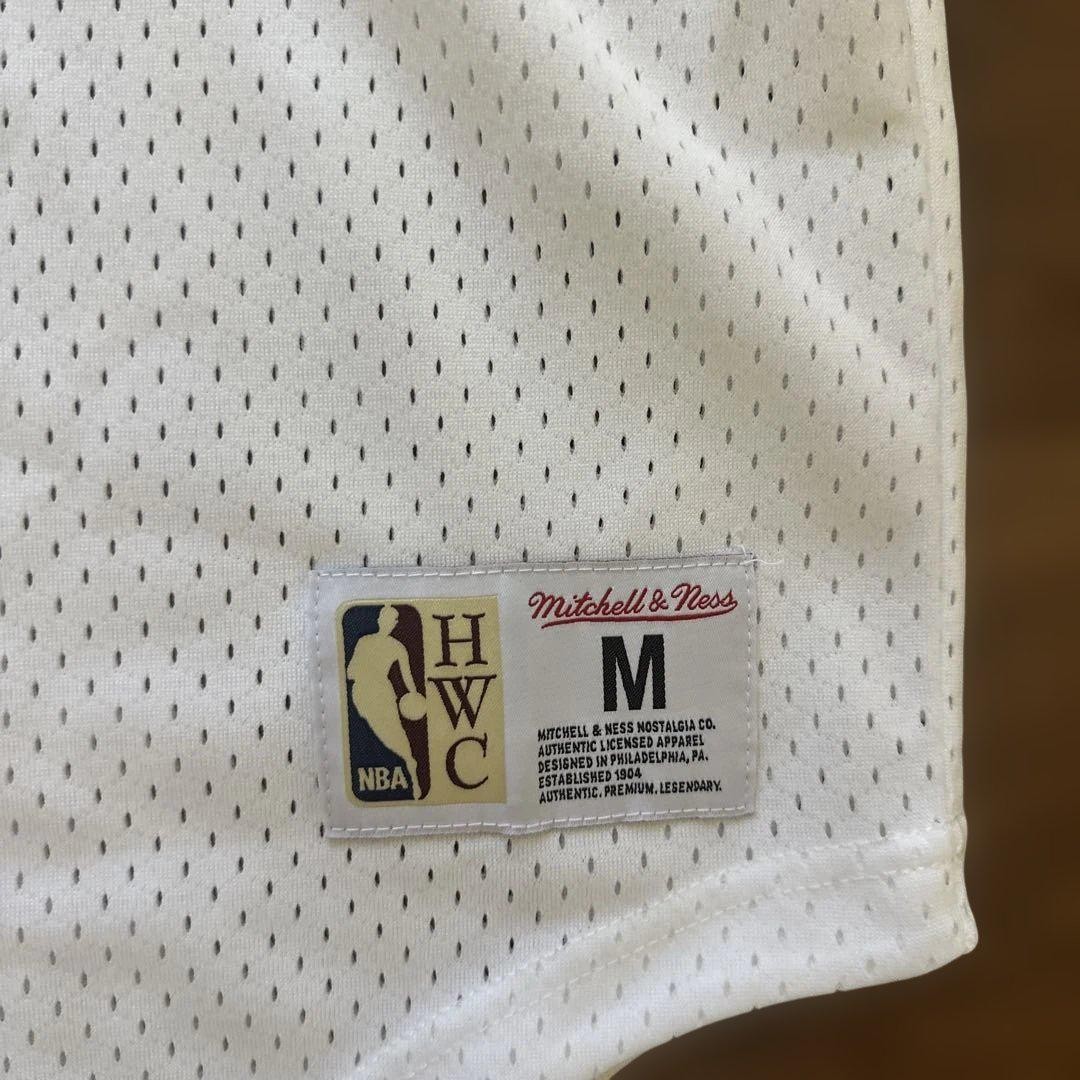 NBA
H
W
C
Mitchell & Ness
M
MITCHELL & NESS NOSTALGIA CO.
AUTHENTIC LICENSED APPAREL
DESIGNED IN PHILADELPHIA, PA.
ESTABLISHED 1904
AUTHENTIC. PREMIUM. LEGENDARY.